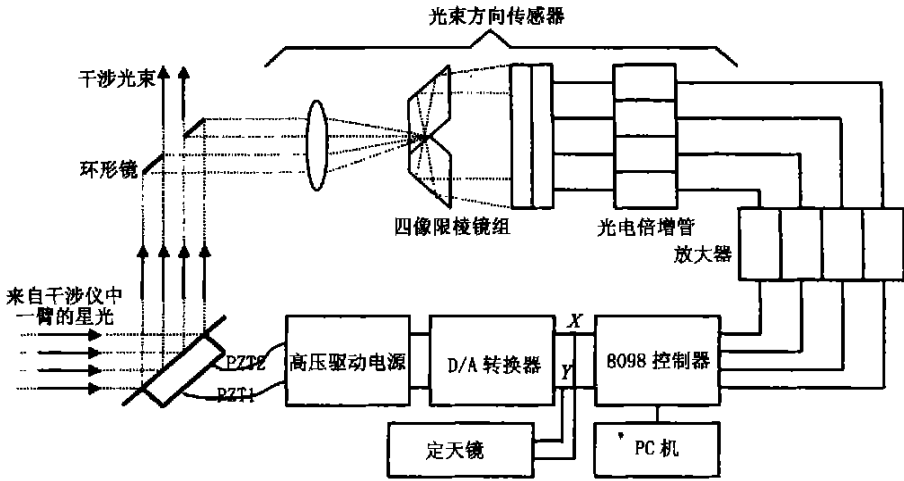 光束方向传感器
干涉光束
环形镜
四像限棱镜组
光电倍增管
放大器
来自干涉仪中
一臂的星光
PZT2
PZT1
高压驱动电源
D/A 转换器
X
Y
8098 控制器
定天镜
PC 机